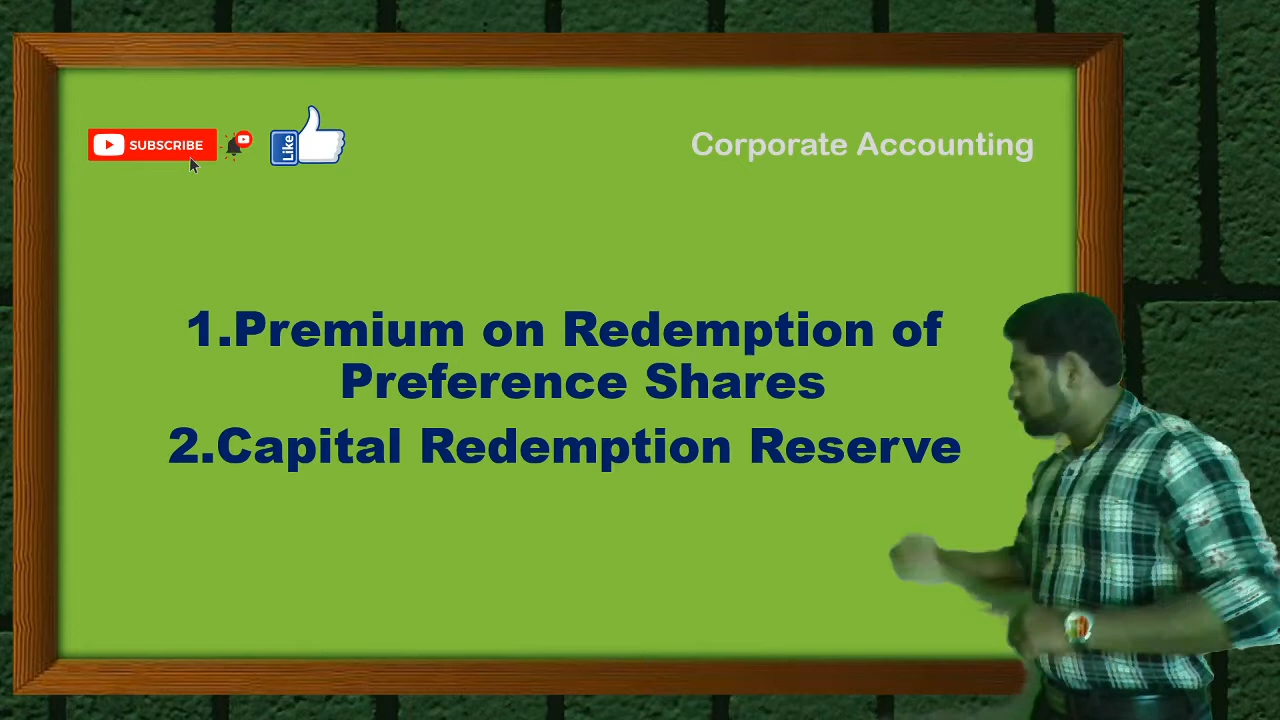 SUBSCRIBE
Like
Corporate Accounting
1.Premium on Redemption of
Preference Shares
2.Capital Redemption Reserve